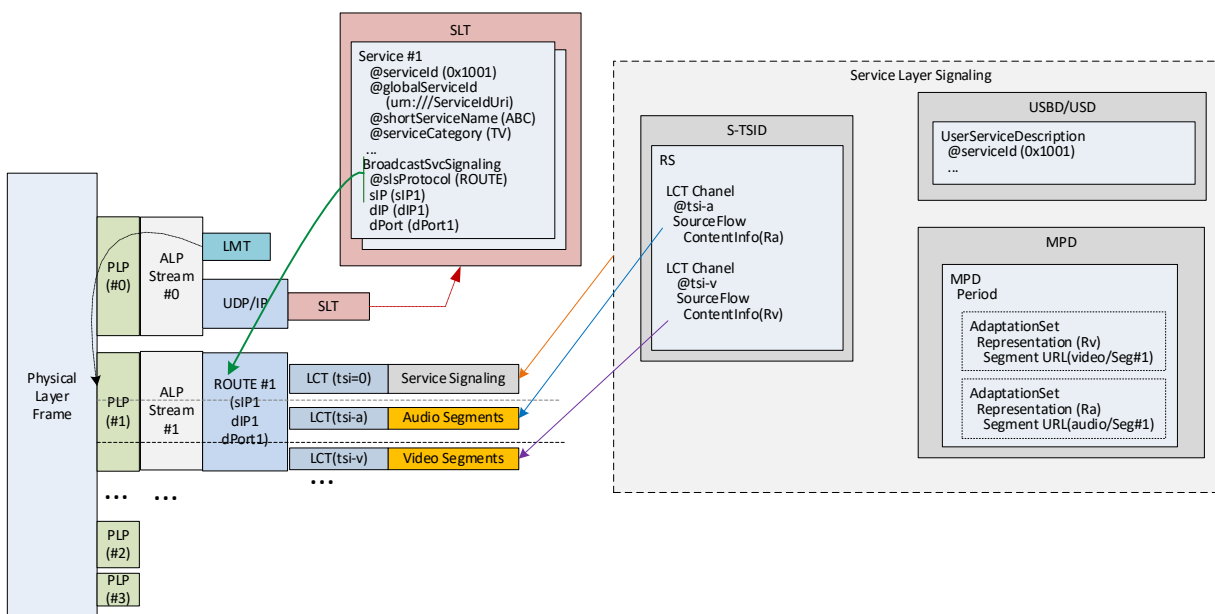 SLT
Service #1
@serviceId (0x1001)
@globalServiceId
(urn:///ServiceIdUri)
@shortServiceName (ABC)
@serviceCategory (TV)
...
BroadcastSvcSignaling
@slsProtocol (ROUTE)
sIP (sIP1)
dIP (dIP1)
dPort (dPort1)
Service Layer Signaling
S-TSID
RS
LCT Chanel
@tsi-a
SourceFlow
ContentInfo(Ra)
LCT Chanel
@tsi-v
SourceFlow
ContentInfo(Rv)
USBD/USD
UserServiceDescription
@serviceId (0x1001)
...
MPD
MPD
Period
AdaptationSet
Representation (Rv)
Segment URL(video/Seg#1)
AdaptationSet
Representation (Ra)
Segment URL(audio/Seg#1)
Physical
Layer
Frame
PLP
(#0)
ALP
Stream
#0
LMT
UDP/IP
SLT
PLP
(#1)
ALP
Stream
#1
ROUTE #1
(sIP1
dIP1
dPort1)
LCT (tsi=0)
Service Signaling
LCT(tsi-a)
Audio Segments
LCT(tsi-v)
Video Segments
...
...
...
PLP
(#2)
PLP
(#3)